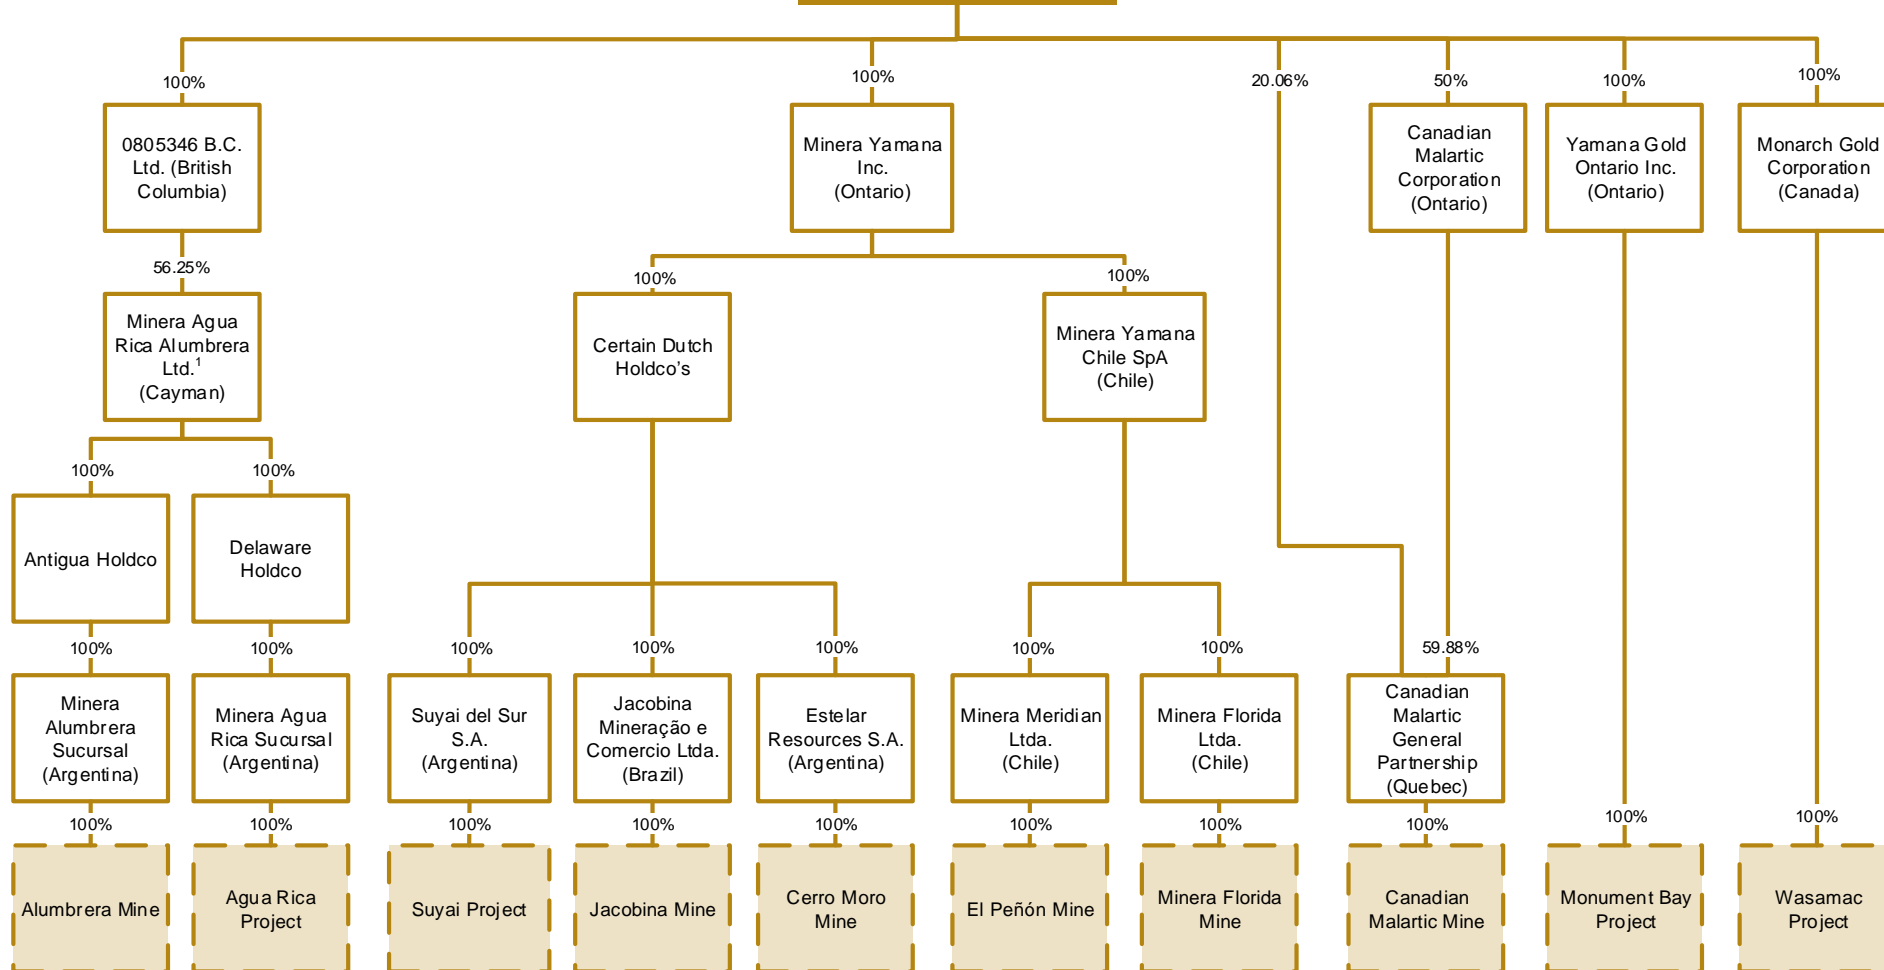 100%
100%
20.06%
50%
100%
100%
0805346 B.C.
Ltd. (British
Columbia)
Minera Yamana
Inc.
(Ontario)
Canadian
Malartic
Corporation
(Ontario)
Yamana Gold
Ontario Inc.
(Ontario)
Monarch Gold
Corporation
(Canada)
56.25%
100%
100%
Minera Agua
Rica Alumbrera
Ltd.1
(Cayman)
Certain Dutch
Holdco’s
Minera Yamana
Chile SpA
(Chile)
100%
100%
Antigua Holdco
Delaware
Holdco
100%
100%
100%
100%
100%
100%
100%
59.88%
Minera
Alumbrera
Sucursal
(Argentina)
Minera Agua
Rica Sucursal
(Argentina)
Suyai del Sur
S.A.
(Argentina)
Jacobina
Mineração e
Comercio Ltda.
(Brazil)
Estelar
Resources S.A.
(Argentina)
Minera Meridian
Ltda.
(Chile)
Minera Florida
Ltda.
(Chile)
Canadian
Malartic
General
Partnership
(Quebec)
100%
100%
100%
100%
100%
100%
100%
100%
100%
100%
Alumbrera Mine
Agua Rica
Project
Suyai Project
Jacobina Mine
Cerro Moro
Mine
El Peñón Mine
Minera Florida
Mine
Canadian
Malartic Mine
Monument Bay
Project
Wasamac
Project